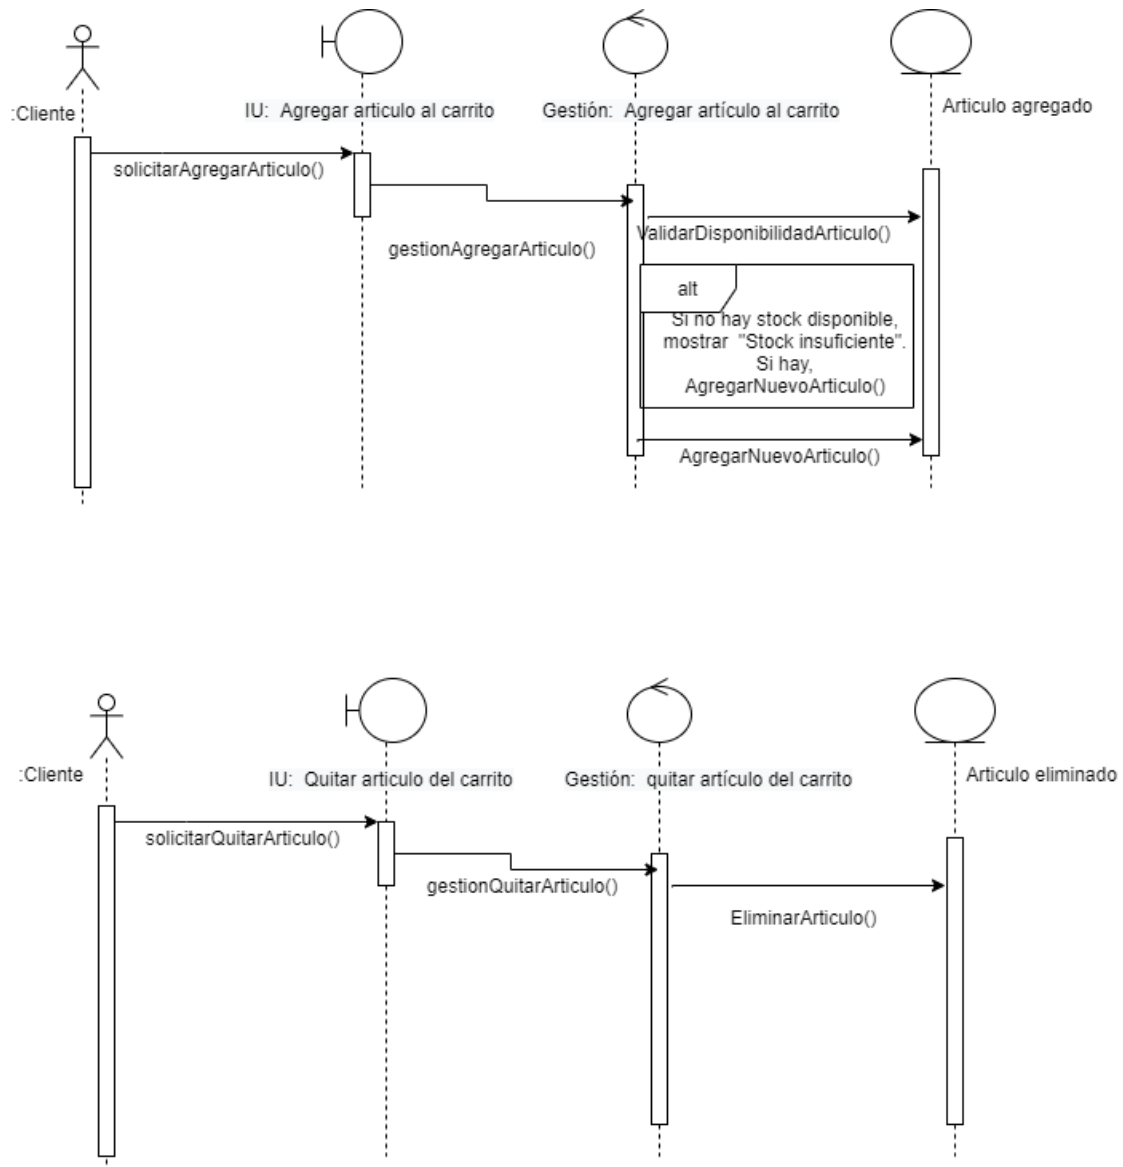 :Cliente
IU:  Agregar articulo al carrito
Gestión:  Agregar artículo al carrito
Articulo agregado
solicitarAgregarArticulo()
gestionAgregarArticulo()
ValidarDisponibilidadArticulo()
alt
Si no hay stock disponible,
mostrar  "Stock insuficiente".
Si hay,
AgregarNuevoArticulo()
AgregarNuevoArticulo()
:Cliente
IU:  Quitar articulo del carrito
Gestión:  quitar artículo del carrito
Articulo eliminado
solicitarQuitarArticulo()
gestionQuitarArticulo()
EliminarArticulo()